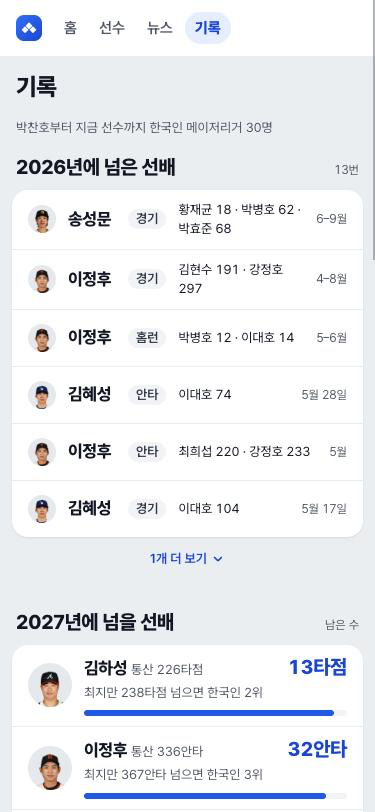 홈 선수 뉴스 기록
기록
박찬호부터 지금 선수까지 한국인 메이저리거 30명
2026년에 넘은 선배 13번
송성문 경기 황재균 18 · 박병호 62 · 6–9월
박효준 68
이정후 경기 김현수 191 · 강정호 4–8월
297
이정후 홈런 박병호 12 · 이대호 14 5–6월
김혜성 안타 이대호 74 5월 28일
이정후 안타 최희섭 220 · 강정호 233 5월
김혜성 경기 이대호 104 5월 17일
1개 더 보기
2027년에 넘을 선배 남은 수
김하성 통산 226타점 13타점
최지만 238타점 넘으면 한국인 2위
이정후 통산 336안타 32안타
최지만 367안타 넘으면 한국인 3위